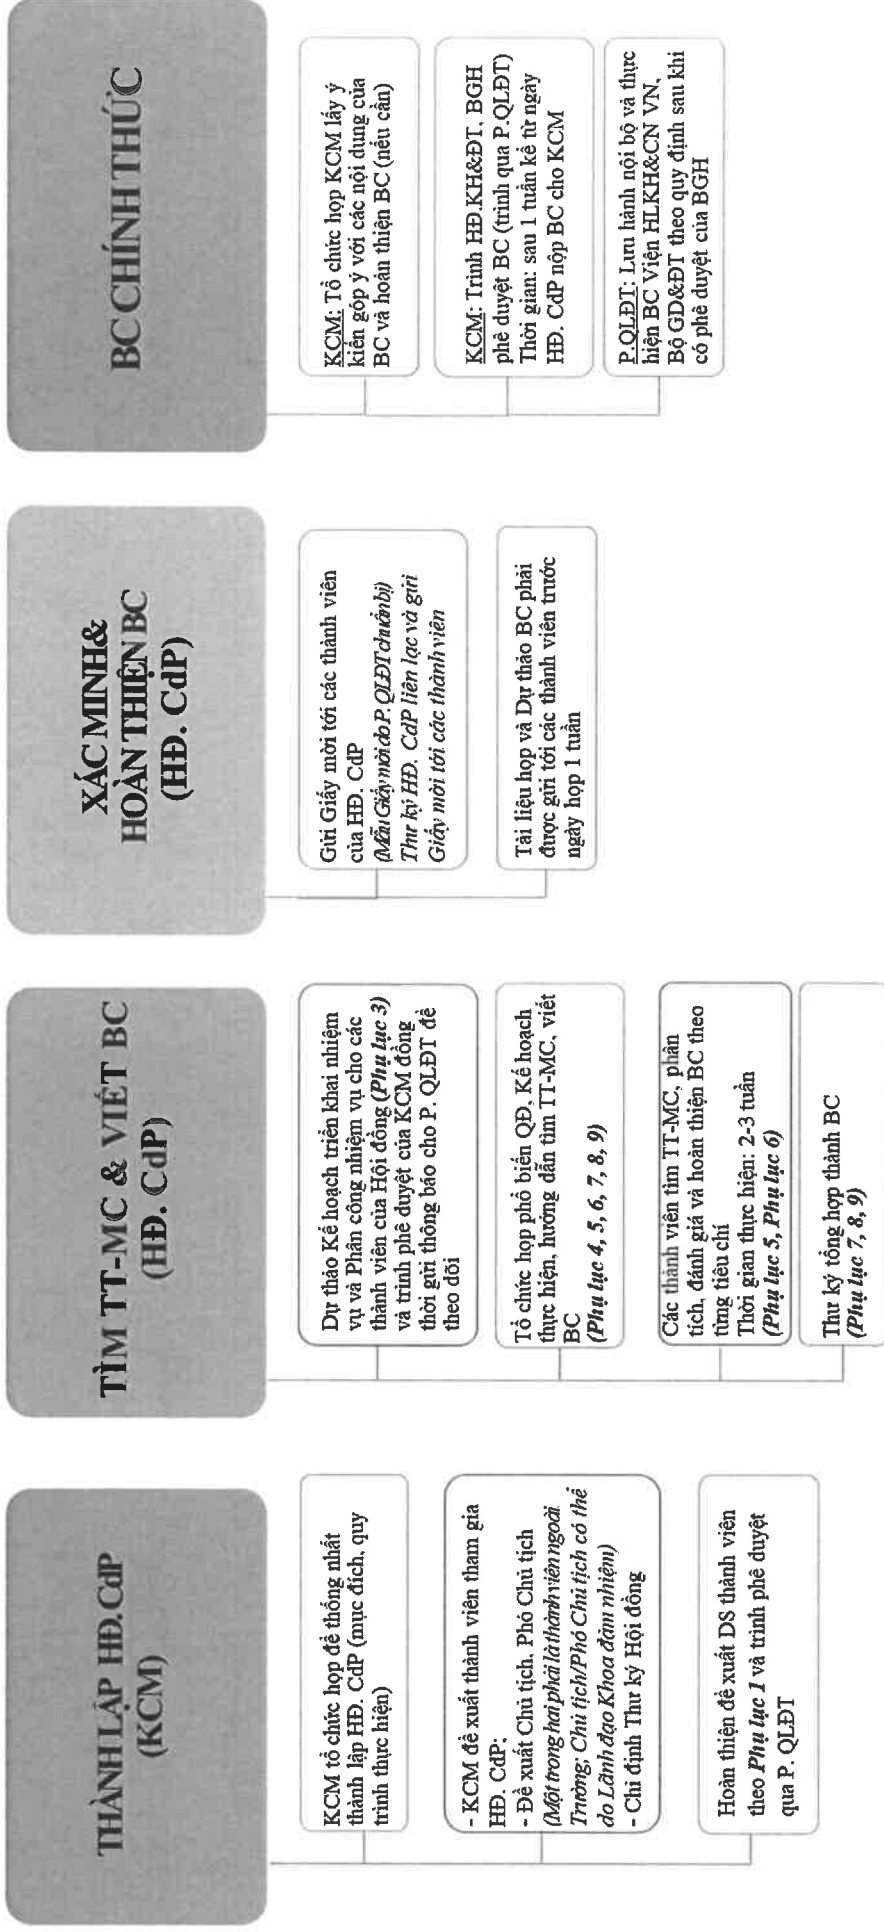 THÀNH LẬP HĐ.CdP
(KCM)
KCM tổ chức họp để thống nhất
thành lập HĐ. CdP (mục đích, quy
trình thực hiện)
- KCM đề xuất thành viên tham gia
HĐ. CdP;
- Đề xuất Chủ tịch, Phó Chủ tịch
(Một trong hai phải là thành viên ngoài
Trường; Chủ tịch/Phó Chủ tịch có thể
do Lãnh đạo Khoa đảm nhiệm)
- Chỉ định Thư ký Hội đồng
Hoàn thiện đề xuất DS thành viên
theo Phụ lục 1 và trình phê duyệt
qua P. QLĐT
TÌM TT-MC & VIẾT BC
(HĐ. CdP)
Dự thảo Kế hoạch triển khai nhiệm
vụ và Phân công nhiệm vụ cho các
thành viên của Hội đồng (Phụ lục 3)
và trình phê duyệt của KCM đồng
thời gửi thông báo cho P. QLĐT để
theo dõi
Tổ chức họp phổ biến QĐ, Kế hoạch
thực hiện, hướng dẫn tìm TT-MC, viết
BC
(Phụ lục 4, 5, 6, 7, 8, 9)
Các thành viên tìm TT-MC, phân
tích, đánh giá và hoàn thiện BC theo
từng tiêu chí
Thời gian thực hiện: 2-3 tuần
(Phụ lục 5, Phụ lục 6)
Thư ký tổng hợp thành BC
(Phụ lục 7, 8, 9)
XÁC MINH&
HOÀN THIỆN BC
(HĐ. CdP)
Gửi Giấy mời tới các thành viên
của HĐ. CdP
(Mẫu Giấy mời do P. QLĐT chuẩn bị)
Thư ký HĐ. CdP liên lạc và gửi
Giấy mời tới các thành viên
Tài liệu họp và Dự thảo BC phải
được gửi tới các thành viên trước
ngày họp 1 tuần
BC CHÍNH THỨC
KCM: Tổ chức họp KCM lấy ý
kiến góp ý với các nội dung của
BC và hoàn thiện BC (nếu cần)
KCM: Trình HĐ.KH&ĐT, BGH
phê duyệt BC (trình qua P.QLĐT)
Thời gian: sau 1 tuần kể từ ngày
HĐ. CdP nộp BC cho KCM
P.QLĐT: Lưu hành nội bộ và thực
hiện BC Viện HLKH&CN VN,
Bộ GD&ĐT theo quy định sau khi
có phê duyệt của BGH